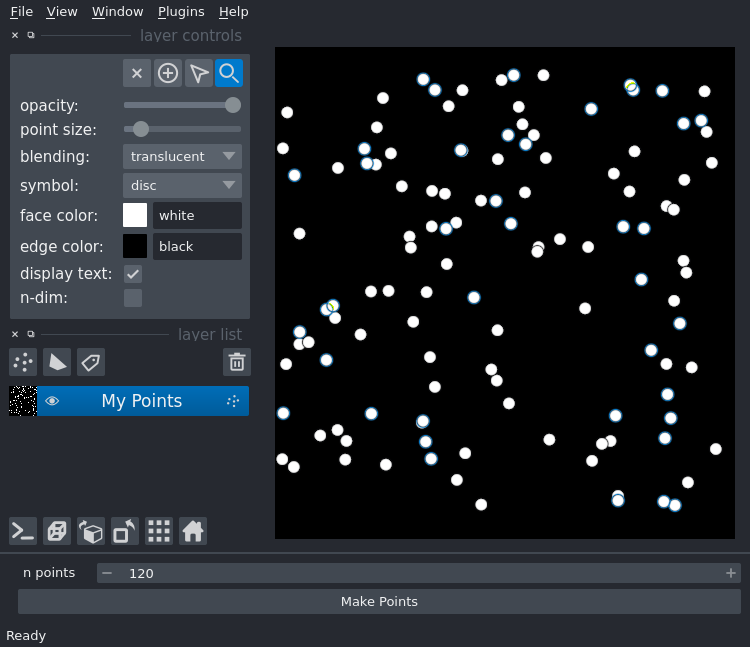 File View Window Plugins Help
layer controls
opacity:
point size:
blending: translucent
symbol: disc
face color: white
edge color: black
display text:
n-dim:
layer list
My Points
n points 120
Make Points
Ready